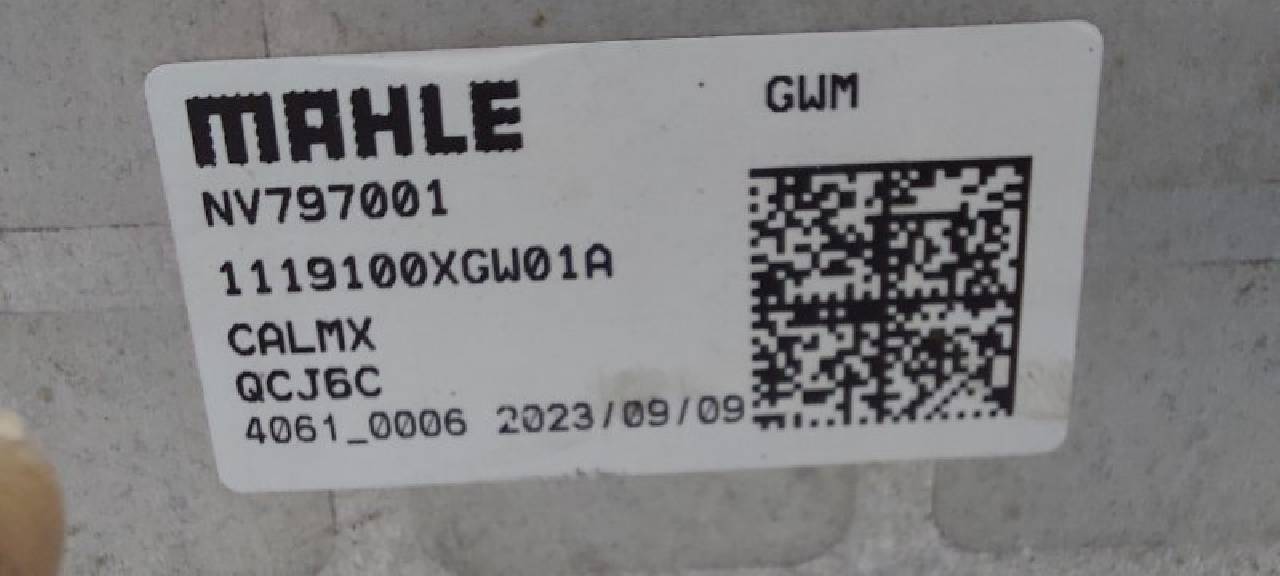 MAHLE
GWM
NV797001
1119100XGW01A
CALMX
QCJ6C
4061_0006 2023/09/09